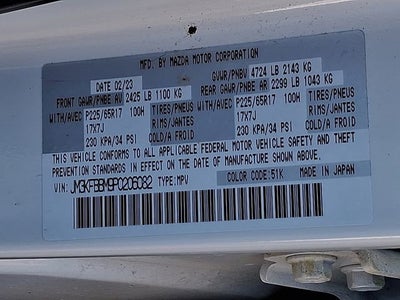 MFD. BY MAZDA MOTOR CORPORATION
DATE 02/23 GVWR/PNBV 4724 LB 2143 KG
FRONT GAWR/PNBE AV 2425 LB 1100 KG REAR GAWR/PNBE AR 2299 LB 1043 KG
WITH/AVEC P225/65R17 100H TIRES/PNEUS WITH/AVEC P225/65R17 100H TIRES/PNEUS
17X7J RIMS/JANTES 17X7J RIMS/JANTES
230 KPA/34 PSI COLD/A FROID 230 KPA/34 PSI COLD/A FROID
THIS VEHICLE CONFORMS TO ALL APPLICABLE FEDERAL MOTOR VEHICLE SAFETY AND THEFT
PREVENTION STANDARDS IN EFFECT ON THE DATE OF MANUFACTURE SHOWN ABOVE.
VIN: TYPE:MPV COLOR CODE:51K MADE IN JAPAN